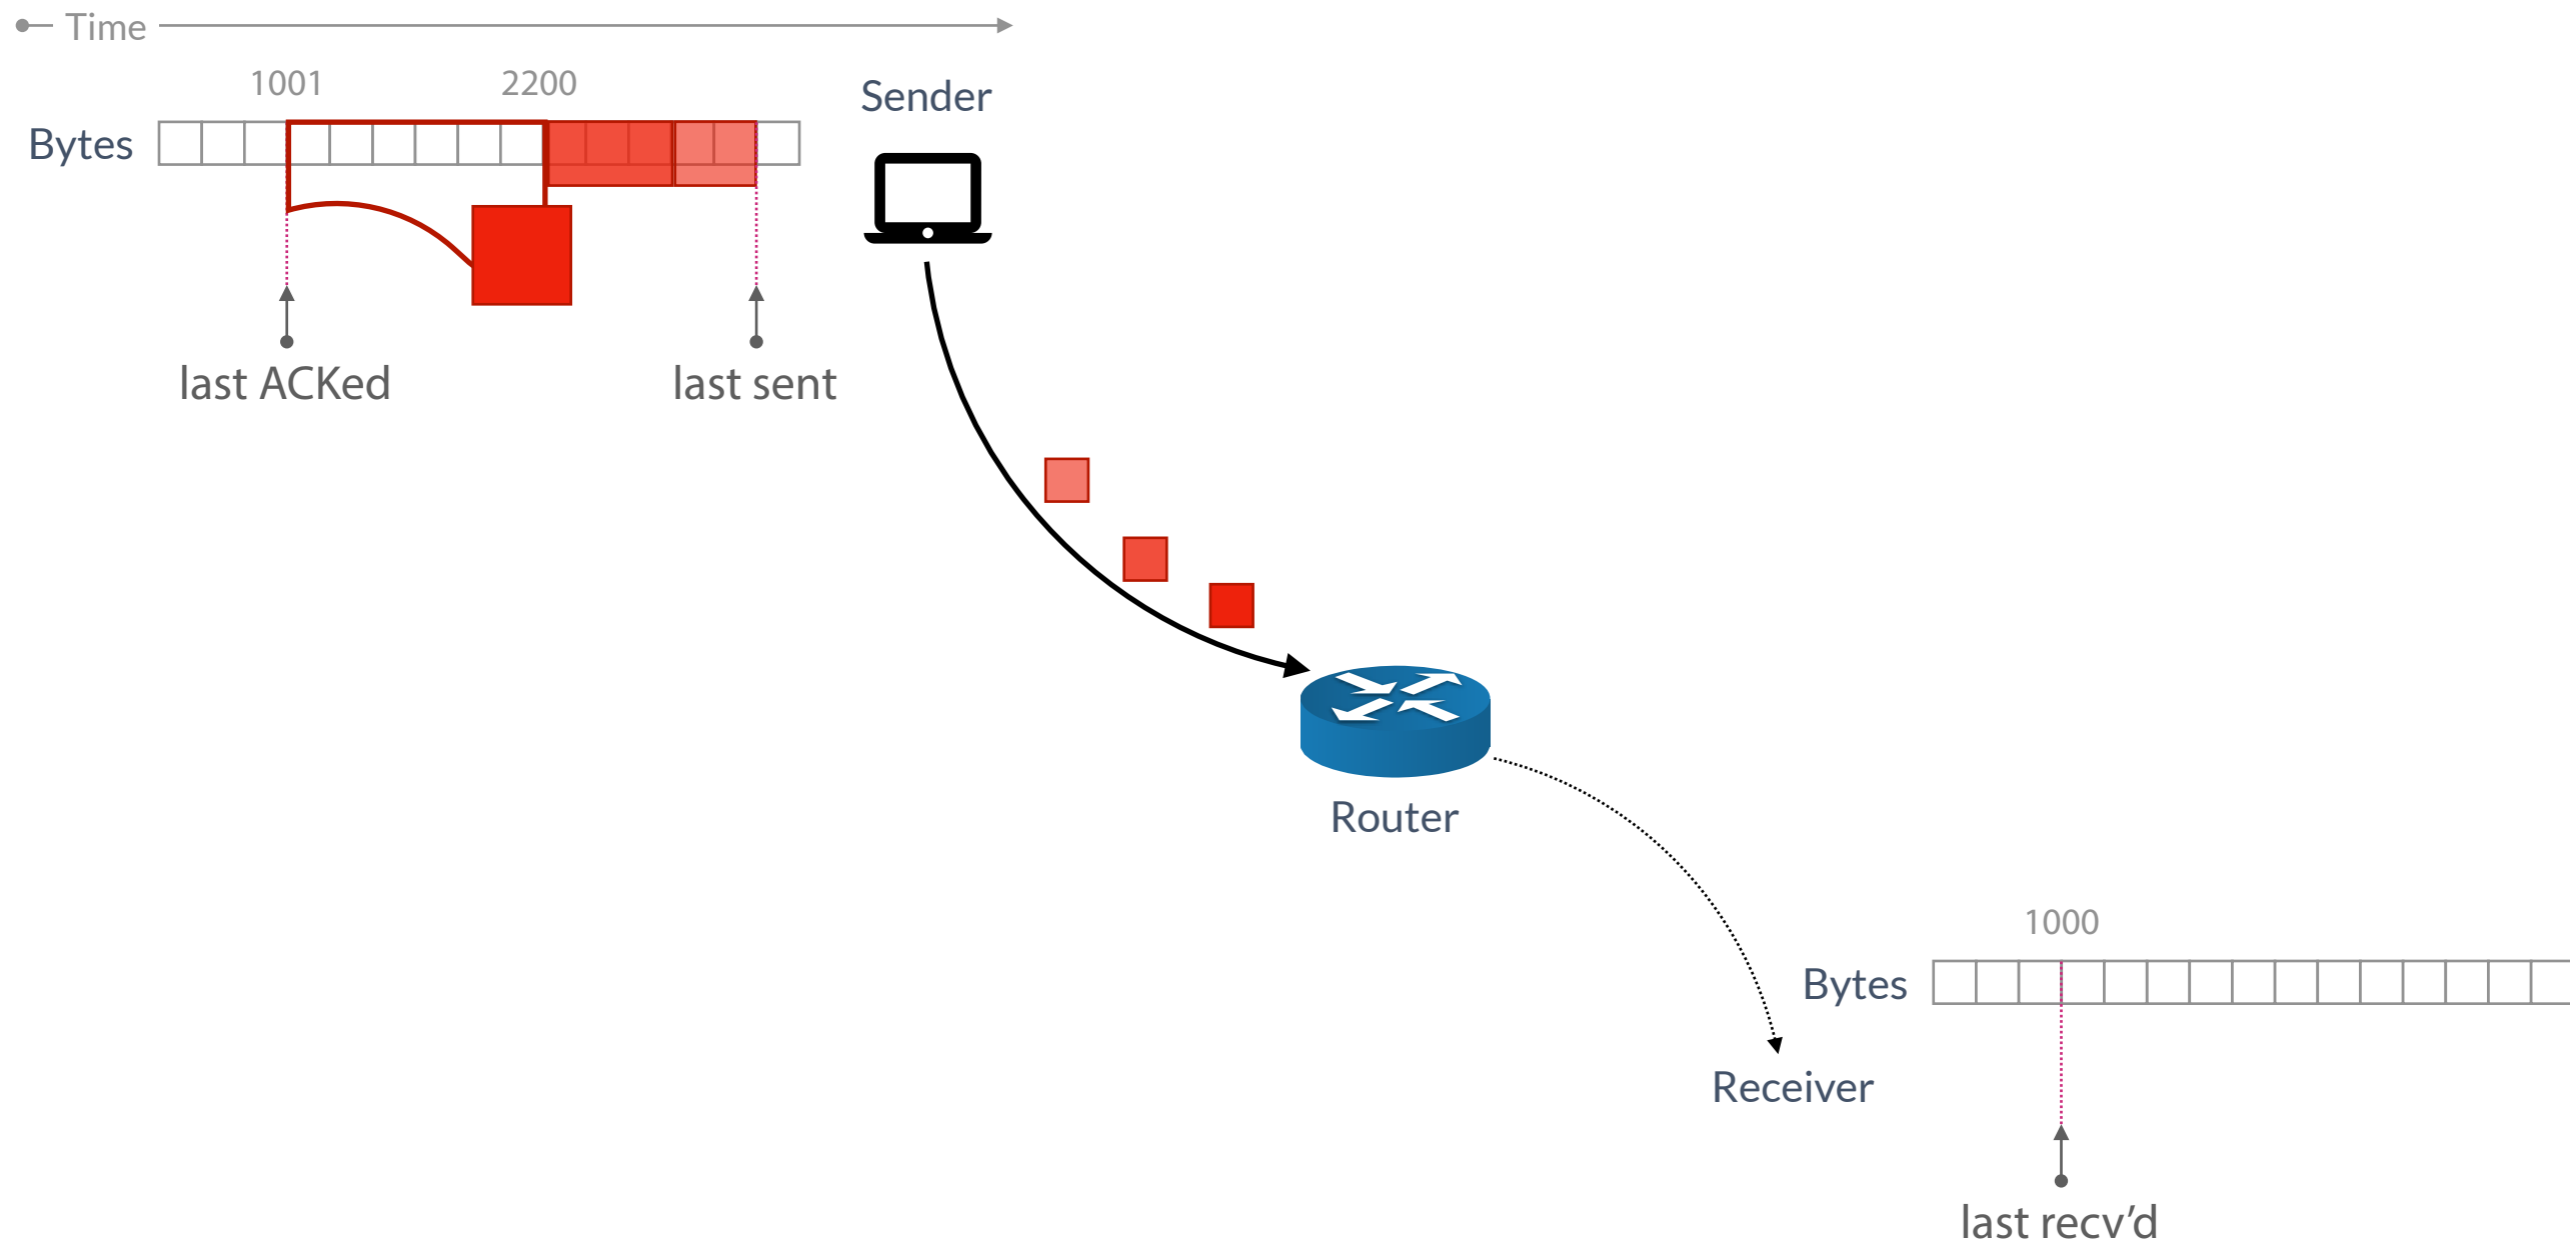 Time
1001
2200
Bytes
Sender
last ACKed
last sent
Router
1000
Bytes
Receiver
last recv’d